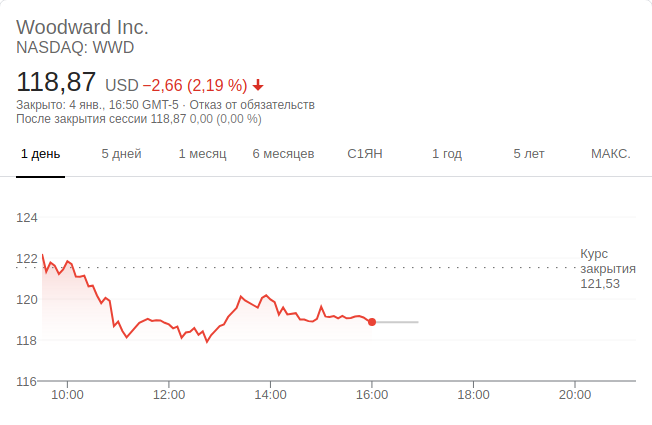 Woodward Inc.
NASDAQ: WWD
118,87 USD −2,66 (2,19 %)
Закрыто: 4 янв., 16:50 GMT-5 · Отказ от обязательств
После закрытия сессии 118,87 0,00 (0,00 %)
1 день 5 дней 1 месяц 6 месяцев С1ЯН 1 год 5 лет МАКС.
124
122
120
118
116
Курс
закрытия
121,53
10:00 12:00 14:00 16:00 18:00 20:00